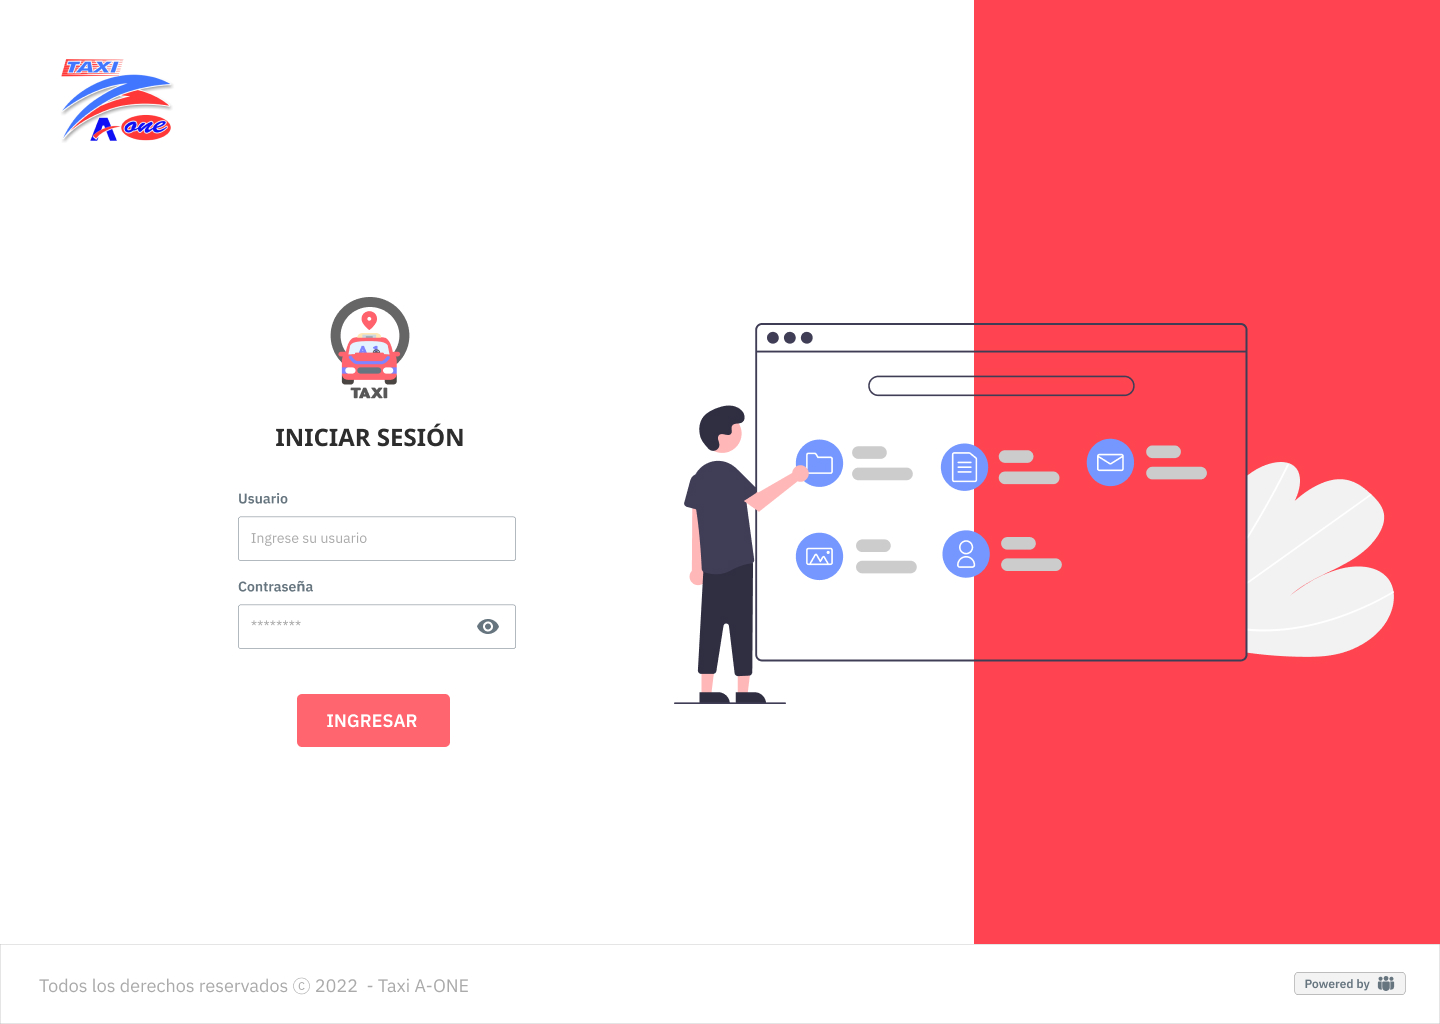 TAXI
A-one
A 1
TAXI
INICIAR SESIÓN
Usuario
Ingrese su usuario
Contraseña
********
INGRESAR
Todos los derechos reservados ⓒ 2022 - Taxi A-ONE
Powered by